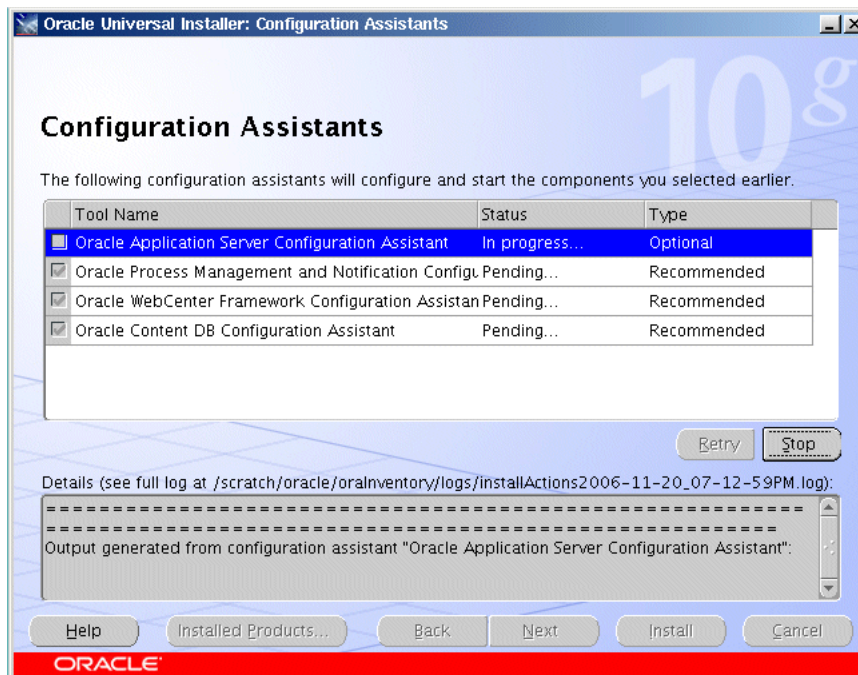 Oracle Universal Installer: Configuration Assistants
10g
Configuration Assistants
The following configuration assistants will configure and start the components you selected earlier.
Tool Name Status Type
Oracle Application Server Configuration Assistant In progress... Optional
Oracle Process Management and Notification Configu Pending... Recommended
Oracle WebCenter Framework Configuration Assistan Pending... Recommended
Oracle Content DB Configuration Assistant Pending... Recommended
Retry Stop
Details (see full log at /scratch/oracle/oraInventory/logs/installActions2006-11-20_07-12-59PM.log):
=========================================================
=======================================================
Output generated from configuration assistant "Oracle Application Server Configuration Assistant":
Help Installed Products... Back Next Install Cancel
ORACLE